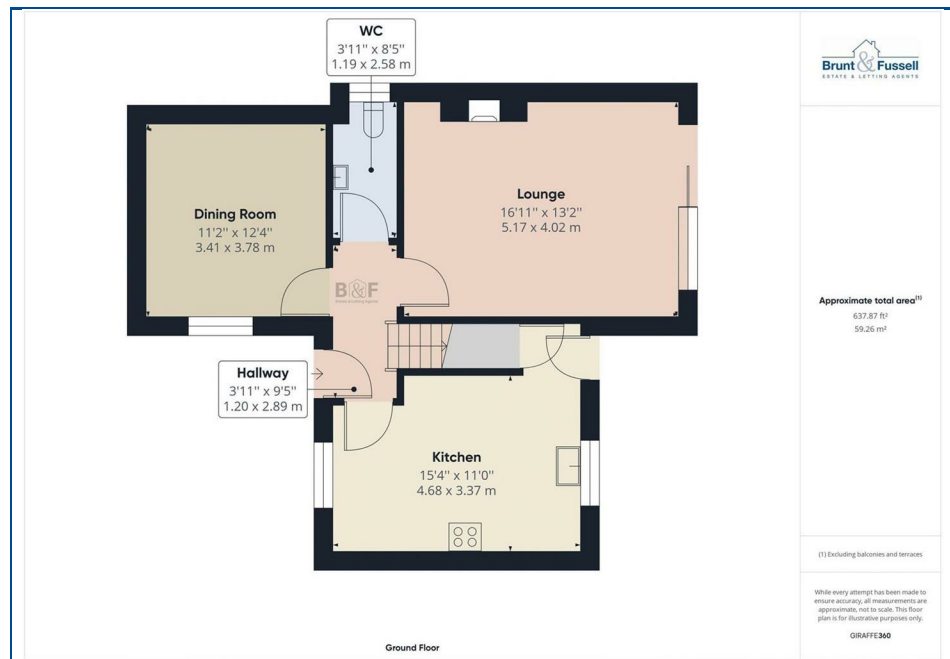 WC
3'11'' x 8'5''
1.19 x 2.58 m
Brunt & Fussell
ESTATE & LETTING AGENTS
Lounge
16'11'' x 13'2''
5.17 x 4.02 m
Dining Room
11'2'' x 12'4''
3.41 x 3.78 m
B&F
Approximate total area(1)
637.87 ft²
59.26 m²
Hallway
3'11'' x 9'5''
1.20 x 2.89 m
Kitchen
15'4'' x 11'0''
4.68 x 3.37 m
(1) Excluding balconies and terraces
While every attempt has been made to
ensure accuracy, all measurements are
approximate, not to scale. This floor
plan is for illustrative purposes only.
GIRAFFE360
Ground Floor